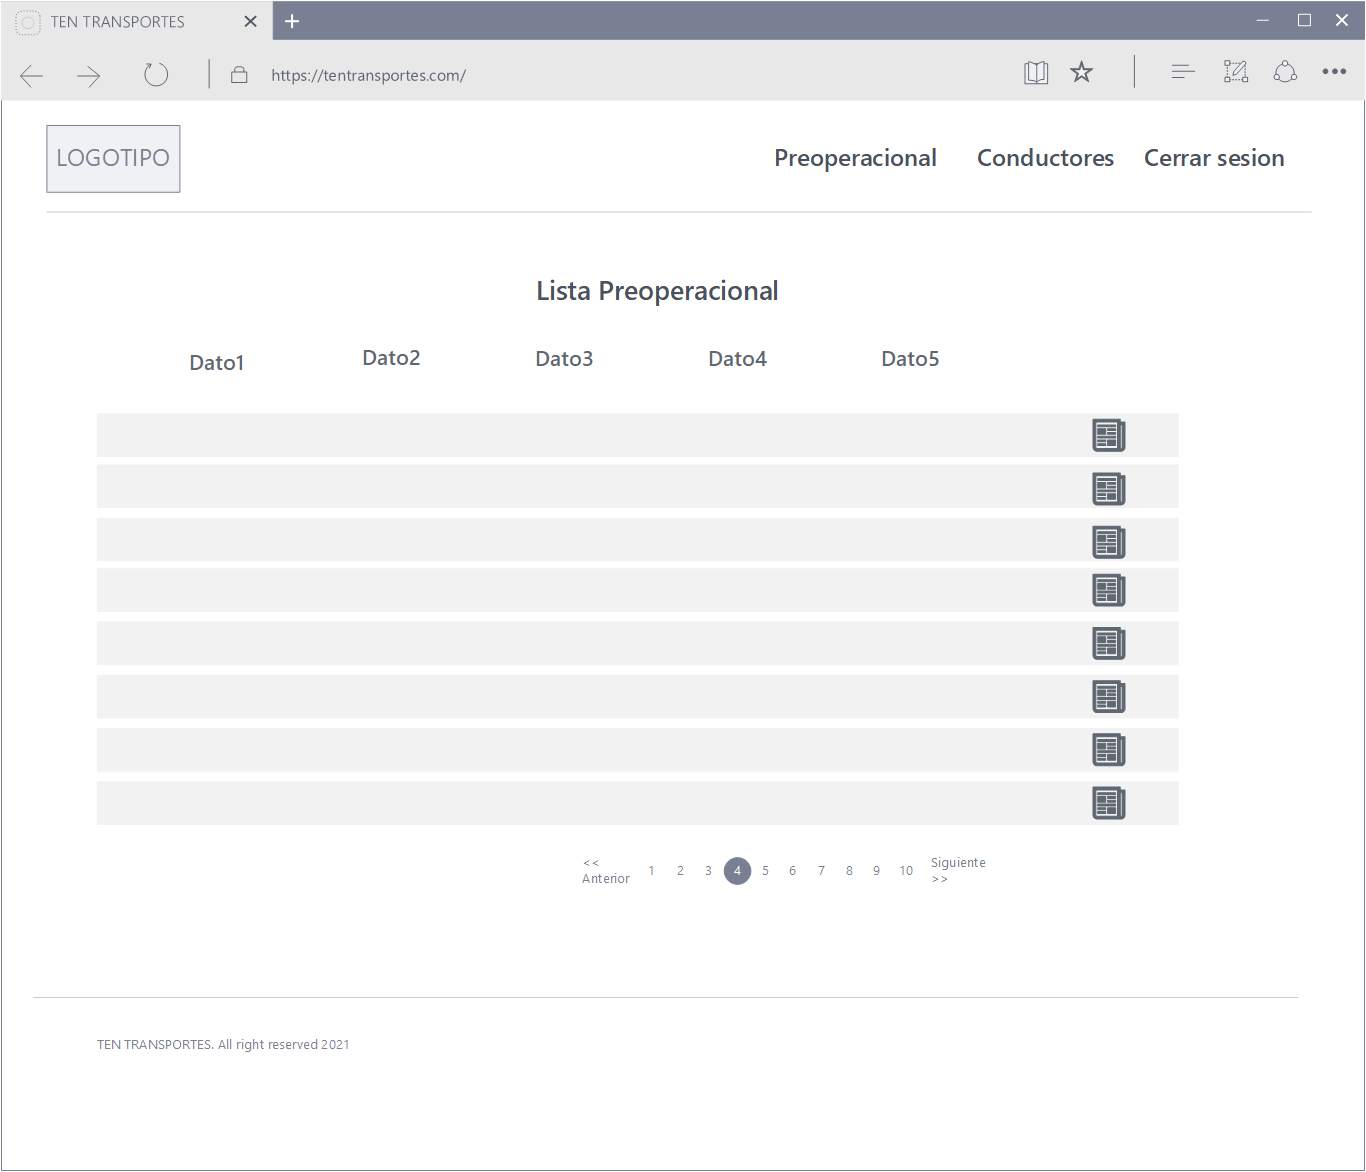 TEN TRANSPORTES
https://tentransportes.com/
LOGOTIPO
Preoperacional
Conductores
Cerrar sesion
Lista Preoperacional
Dato1
Dato2
Dato3
Dato4
Dato5
<<
Anterior
1 2 3 4 5 6 7 8 9 10
Siguiente
>>
TEN TRANSPORTES. All right reserved 2021